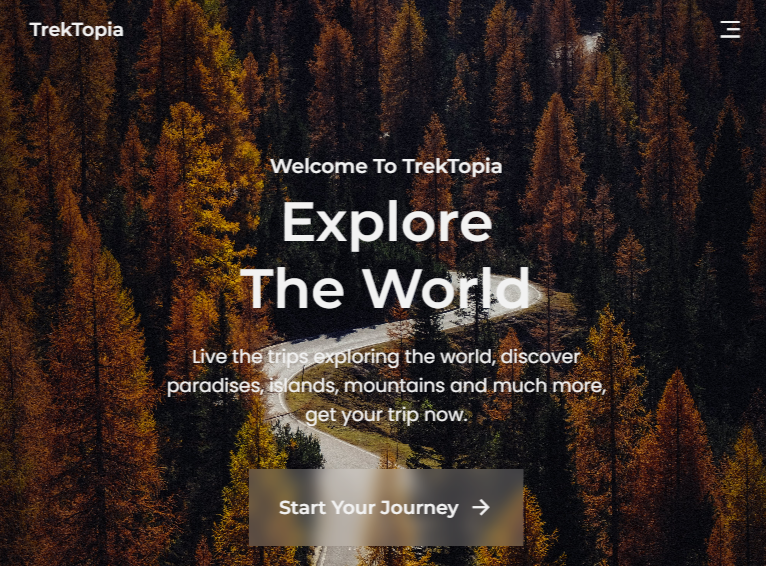 TrekTopia
Welcome To TrekTopia
Explore
The World
Live the trips exploring the world, discover
paradises, islands, mountains and much more,
get your trip now.
Start Your Journey